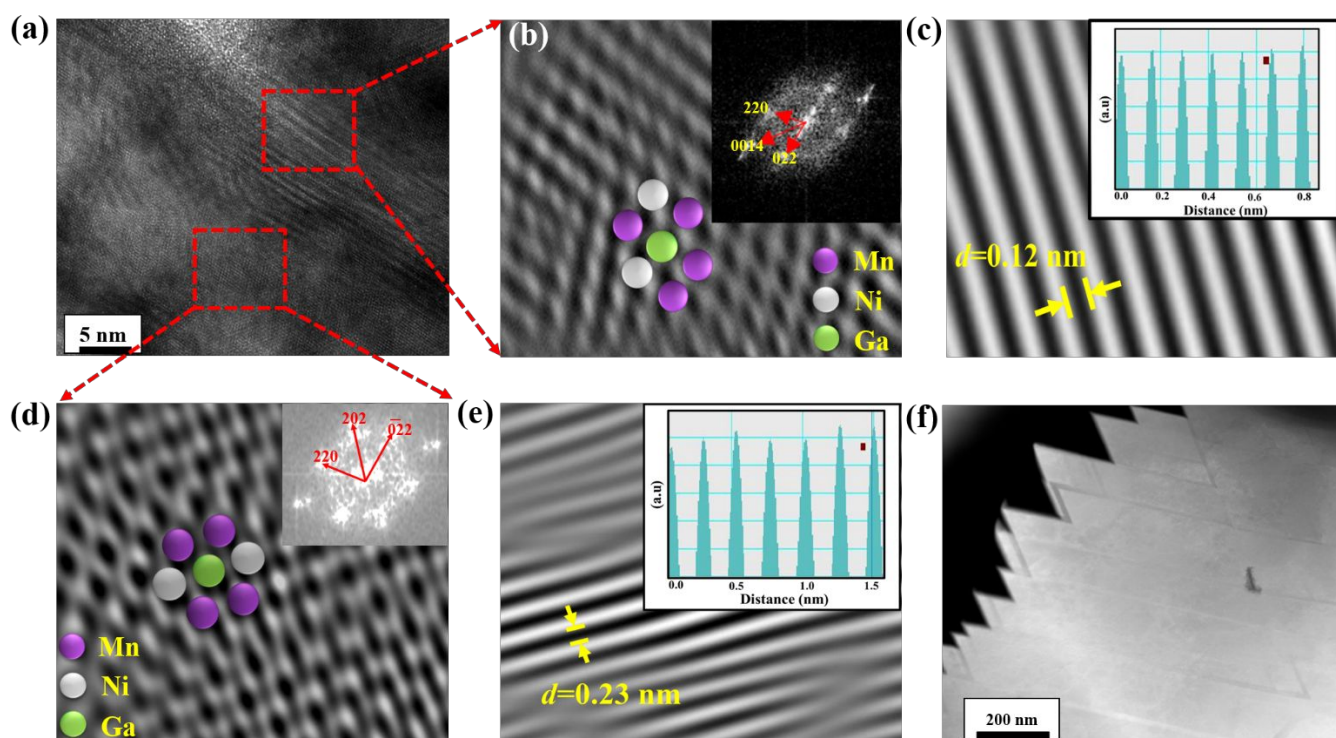 (a)
5 nm
(b)
220
0014
022
Mn
Ni
Ga
(c)
d=0.12 nm
(a.u)
0.0 0.2 0.4 0.6 0.8
Distance (nm)
(d)
202
0̅22
220
Mn
Ni
Ga
(e)
d=0.23 nm
(a.u)
0.0 0.5 1.0 1.5
Distance (nm)
(f)
200 nm